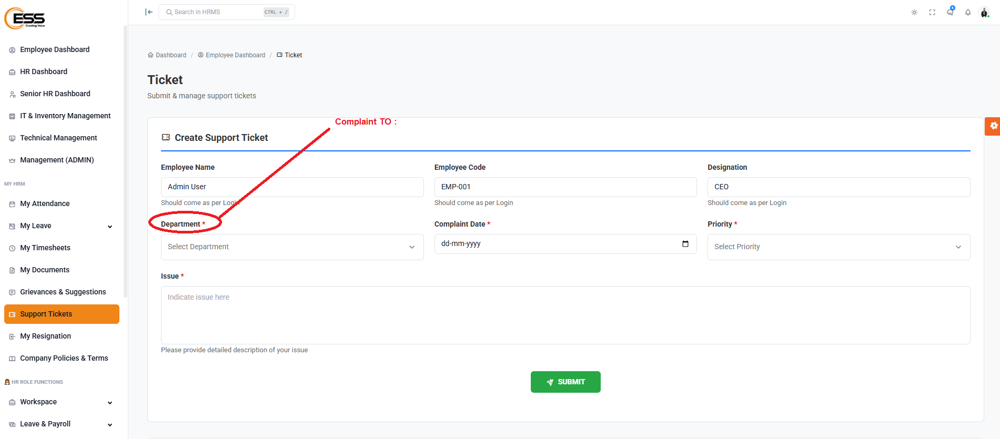 ESS
Creating Value
Search in HRMS
CTRL + /
5
Employee Dashboard
HR Dashboard
Senior HR Dashboard
IT & Inventory Management
Technical Management
Management (ADMIN)
MY HRM
My Attendance
My Leave
My Timesheets
My Documents
Grievances & Suggestions
Support Tickets
My Resignation
Company Policies & Terms
HR ROLE FUNCTIONS
Workspace
Leave & Payroll
Dashboard / Employee Dashboard / Ticket
Ticket
Submit & manage support tickets
Complaint TO :
Create Support Ticket
Employee Name
Admin User
Should come as per Login
Employee Code
EMP-001
Should come as per Login
Designation
CEO
Should come as per Login
Department *
Select Department
Complaint Date *
dd-mm-yyyy
Priority *
Select Priority
Issue *
Indicate issue here
Please provide detailed description of your issue
SUBMIT